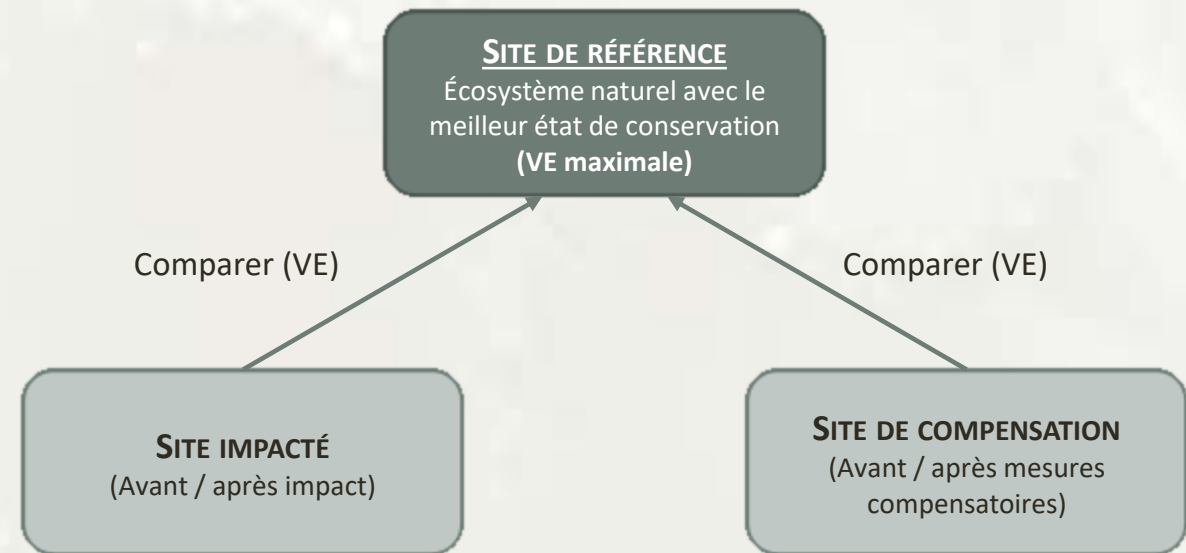 SITE DE RÉFÉRENCE
Écosystème naturel avec le
meilleur état de conservation
(VE maximale)
Comparer (VE)
Comparer (VE)
SITE IMPACTÉ
(Avant / après impact)
SITE DE COMPENSATION
(Avant / après mesures
compensatoires)